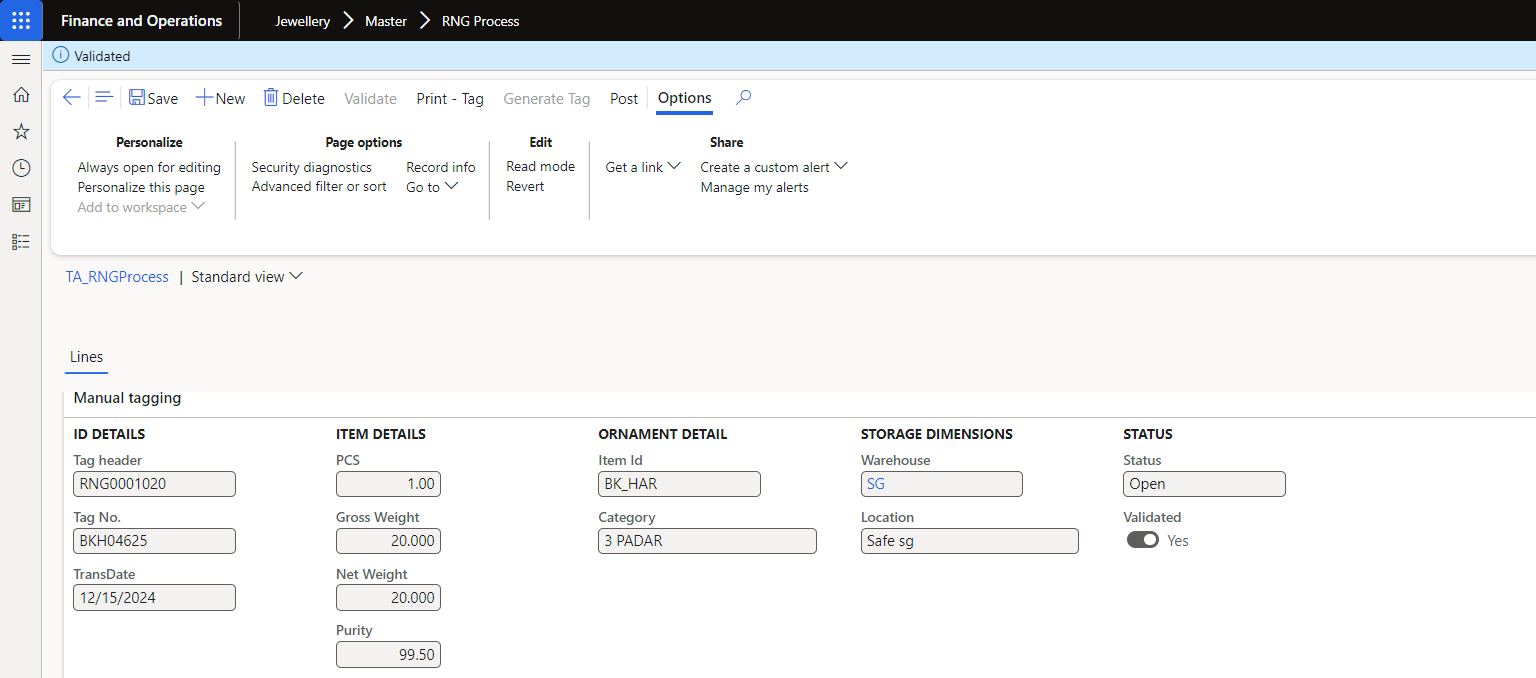 Finance and Operations Jewellery Master RNG Process
Validated
Save New Delete Validate Print - Tag Generate Tag Post Options
Personalize
Always open for editing
Personalize this page
Add to workspace
Page options
Security diagnostics Record info
Advanced filter or sort Go to
Edit
Read mode
Revert
Share
Get a link Create a custom alert
Manage my alerts
TA_RNGProcess | Standard view
Lines
Manual tagging
ID DETAILS
Tag header
RNG0001020
Tag No.
BKH04625
TransDate
12/15/2024
ITEM DETAILS
PCS
1.00
Gross Weight
20.000
Net Weight
20.000
Purity
99.50
ORNAMENT DETAIL
Item Id
BK_HAR
Category
3 PADAR
STORAGE DIMENSIONS
Warehouse
SG
Location
Safe sg
STATUS
Status
Open
Validated
Yes